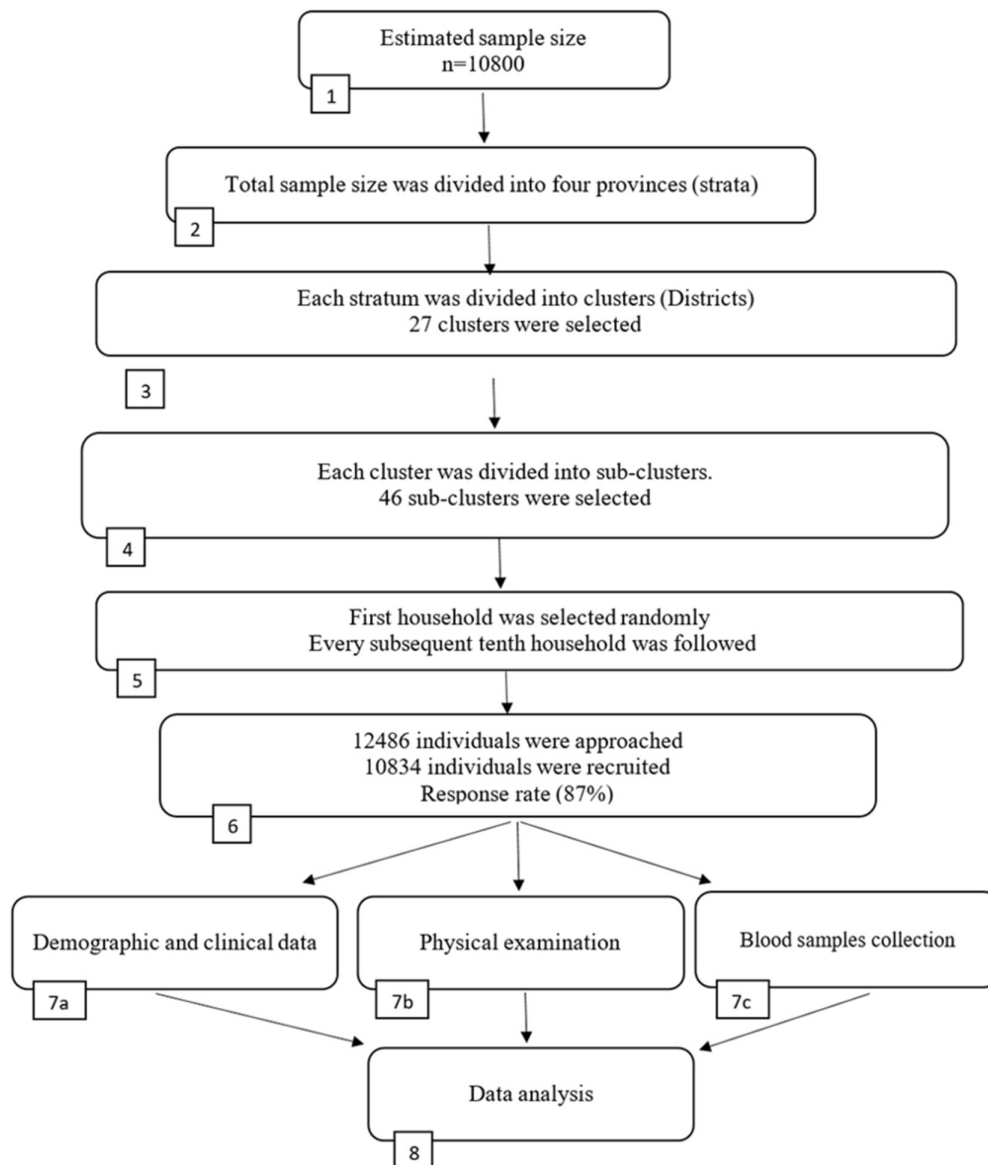 Estimated sample size
n=10800
1
Total sample size was divided into four provinces (strata)
2
Each stratum was divided into clusters (Districts)
27 clusters were selected
3
Each cluster was divided into sub-clusters.
46 sub-clusters were selected
4
First household was selected randomly
Every subsequent tenth household was followed
5
12486 individuals were approached
10834 individuals were recruited
Response rate (87%)
6
Demographic and clinical data
7a
Physical examination
7b
Blood samples collection
7c
Data analysis
8